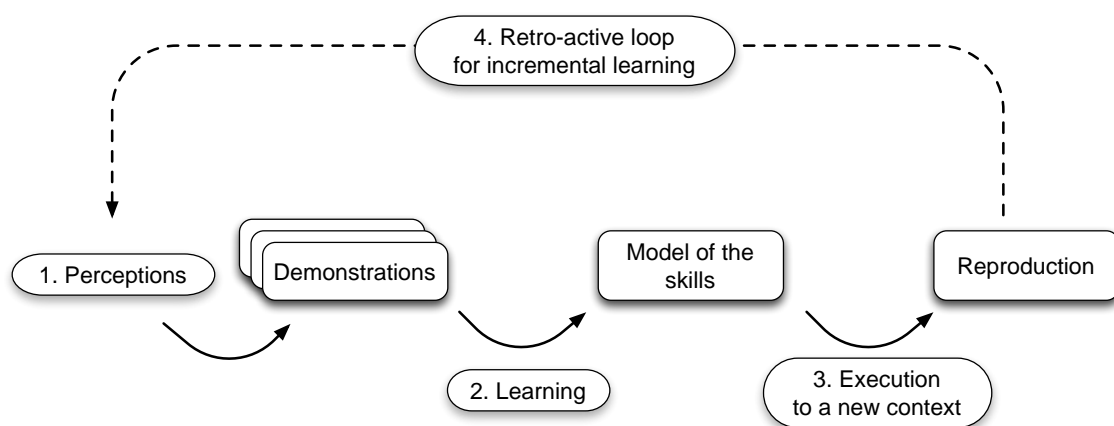 4. Retro-active loop
for incremental learning
1. Perceptions
Demonstrations
Model of the
skills
Reproduction
2. Learning
3. Execution
to a new context